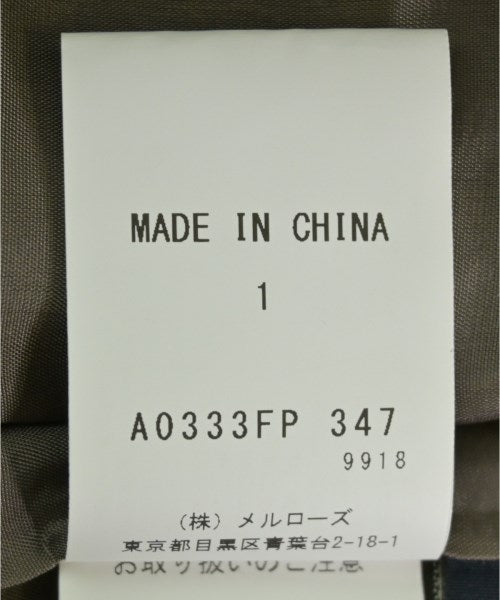 MADE IN CHINA
1
A0333FP 347
9918
（株）メルローズ
東京都目黒区青葉台2-18-1
お取り扱いのご注意